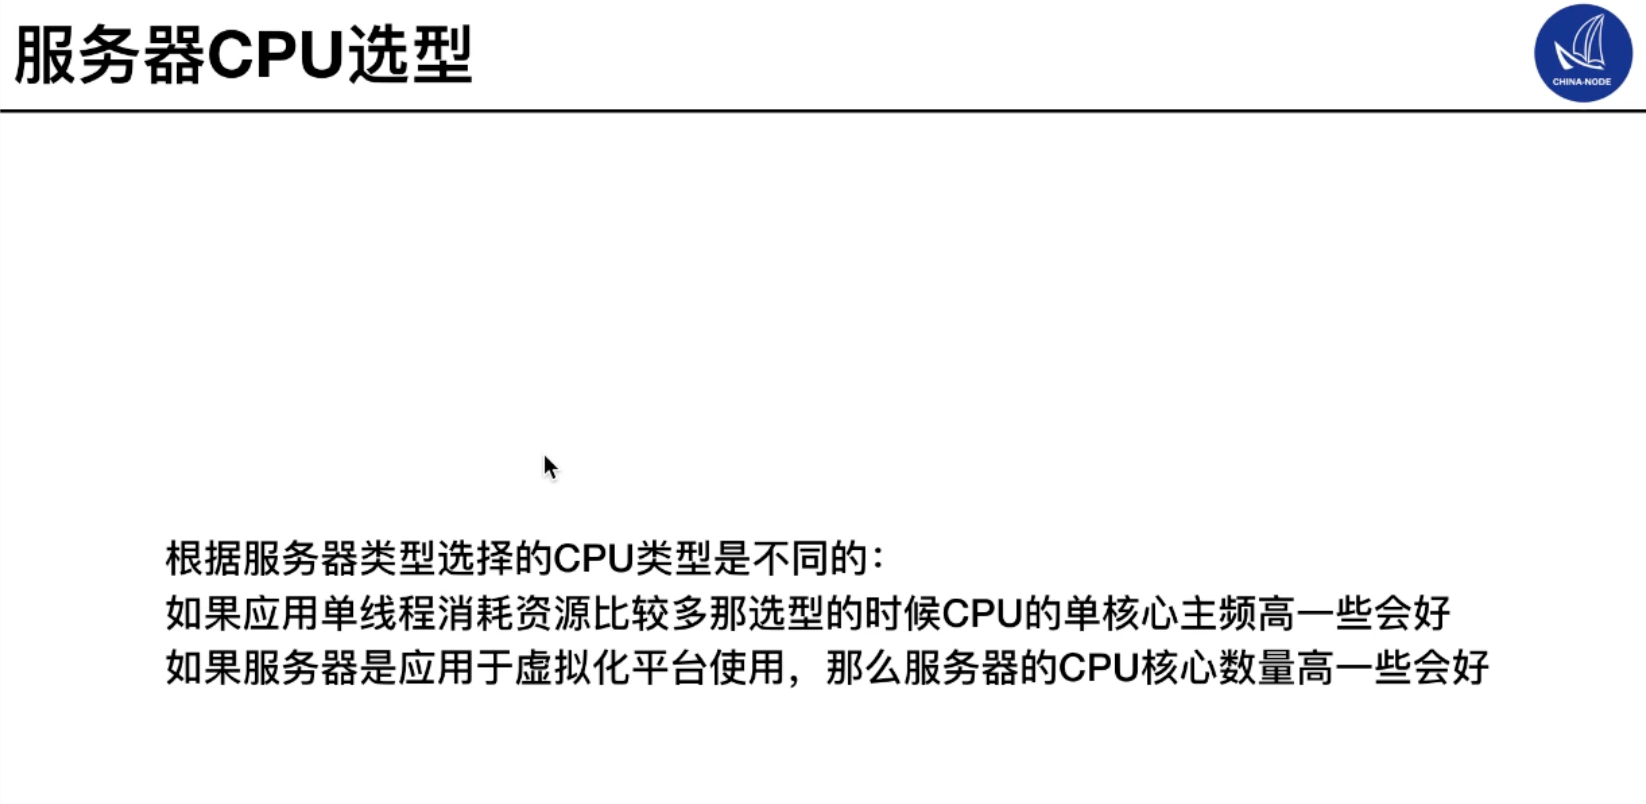 服务器CPU选型
CHINA-NODE
根据服务器类型选择的CPU类型是不同的：
如果应用单线程消耗资源比较多那选型的时候CPU的单核心主频高一些会好
如果服务器是应用于虚拟化平台使用，那么服务器的CPU核心数量高一些会好